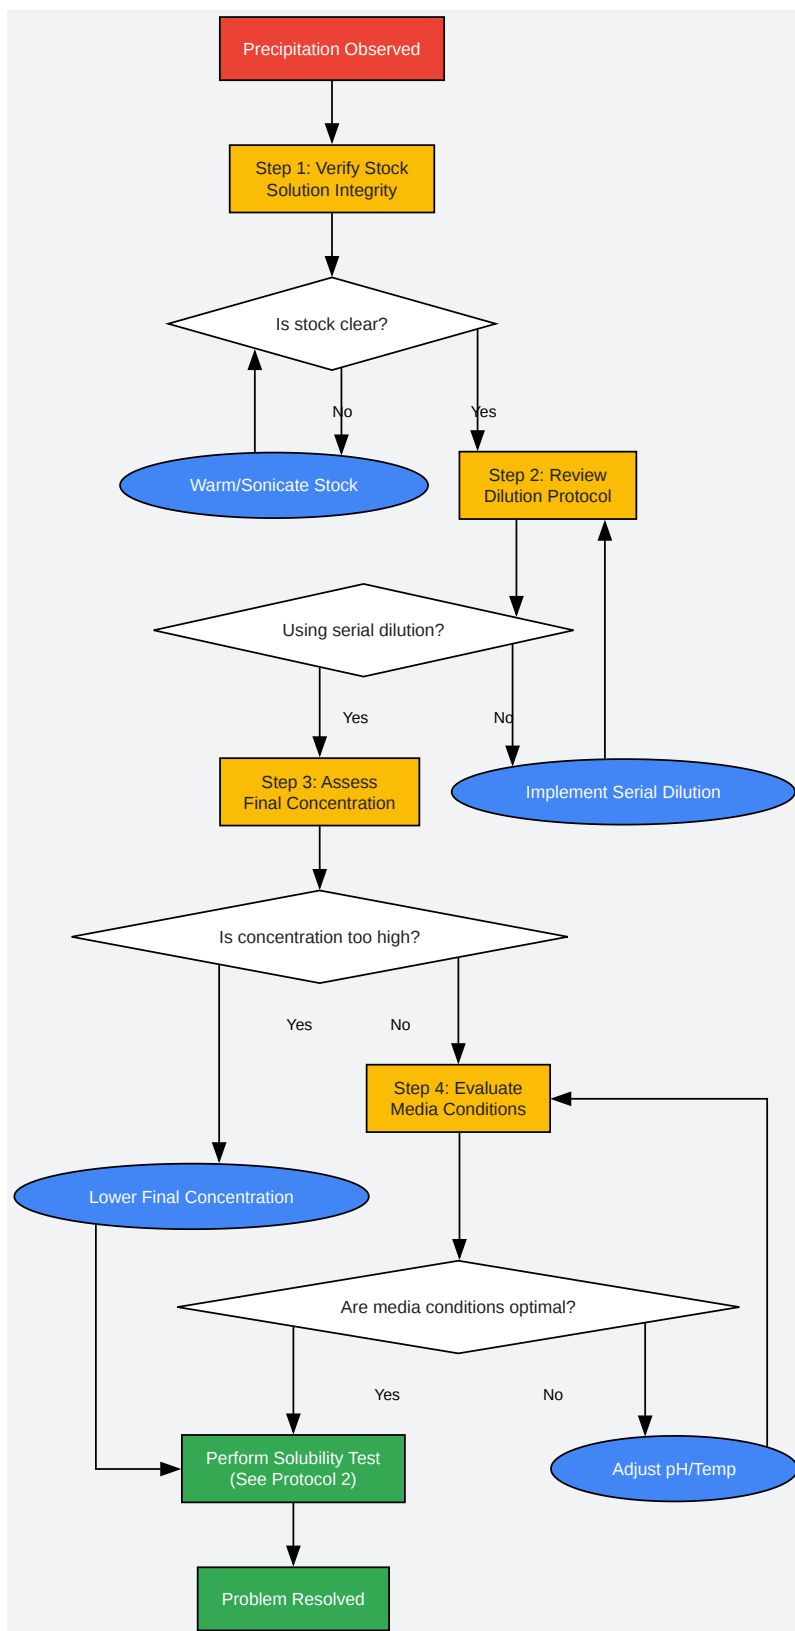 Precipitation Observed
Step 1: Verify Stock
Solution Integrity
Is stock clear?
No
Yes
Warm/Sonicate Stock
Step 2: Review
Dilution Protocol
Using serial dilution?
Yes
No
Step 3: Assess
Final Concentration
Implement Serial Dilution
Is concentration too high?
Yes
No
Step 4: Evaluate
Media Conditions
Lower Final Concentration
Are media conditions optimal?
Yes
No
Perform Solubility Test
(See Protocol 2)
Adjust pH/Temp
Problem Resolved